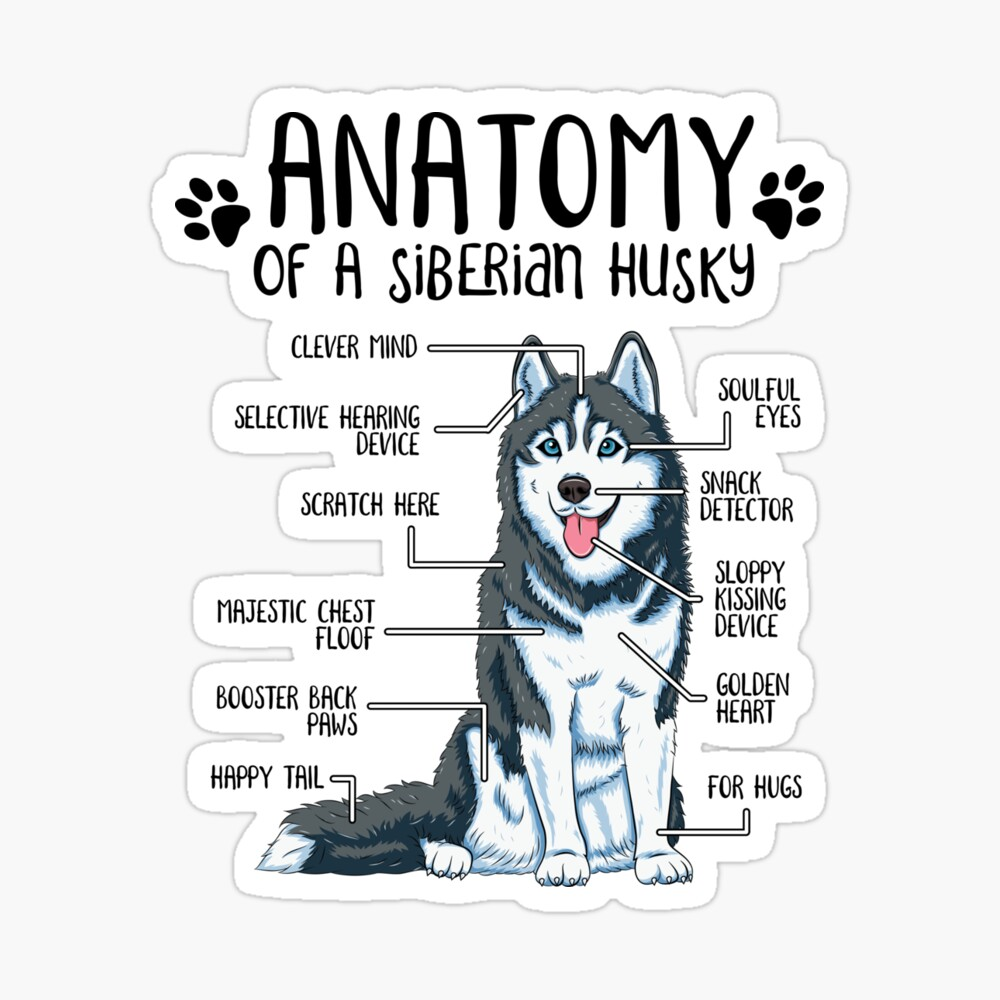 ANATOMY
OF A SiBERian HUSKY
CLEVER MIND
SELECTIVE HEARING
DEVICE
SCRATCH HERE
MAJESTIC CHEST
FLOOF
BOOSTER BACK
PAWS
HAPPY TAIL
SOULFUL
EYES
SNACK
DETECTOR
SLOPPY
KISSING
DEVICE
GOLDEN
HEART
FOR HUGS